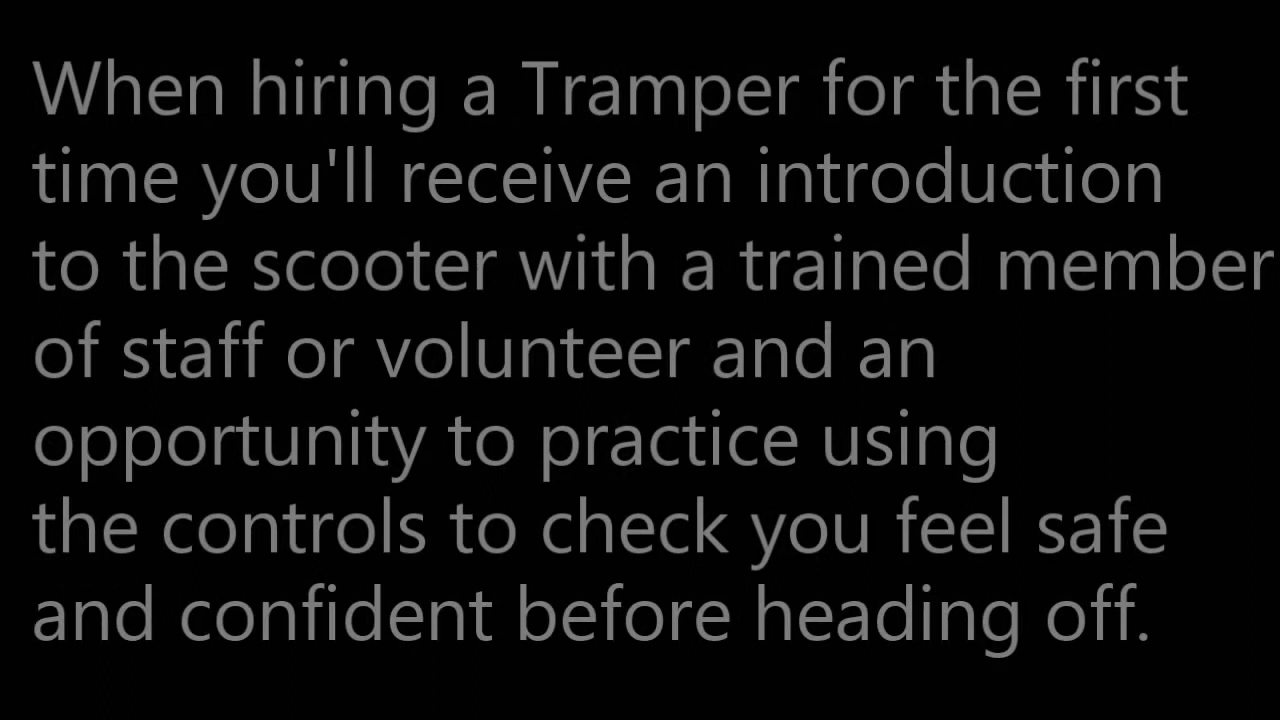 When hiring a Tramper for the first
time you'll receive an introduction
to the scooter with a trained member
of staff or volunteer and an
opportunity to practice using
the controls to check you feel safe
and confident before heading off.